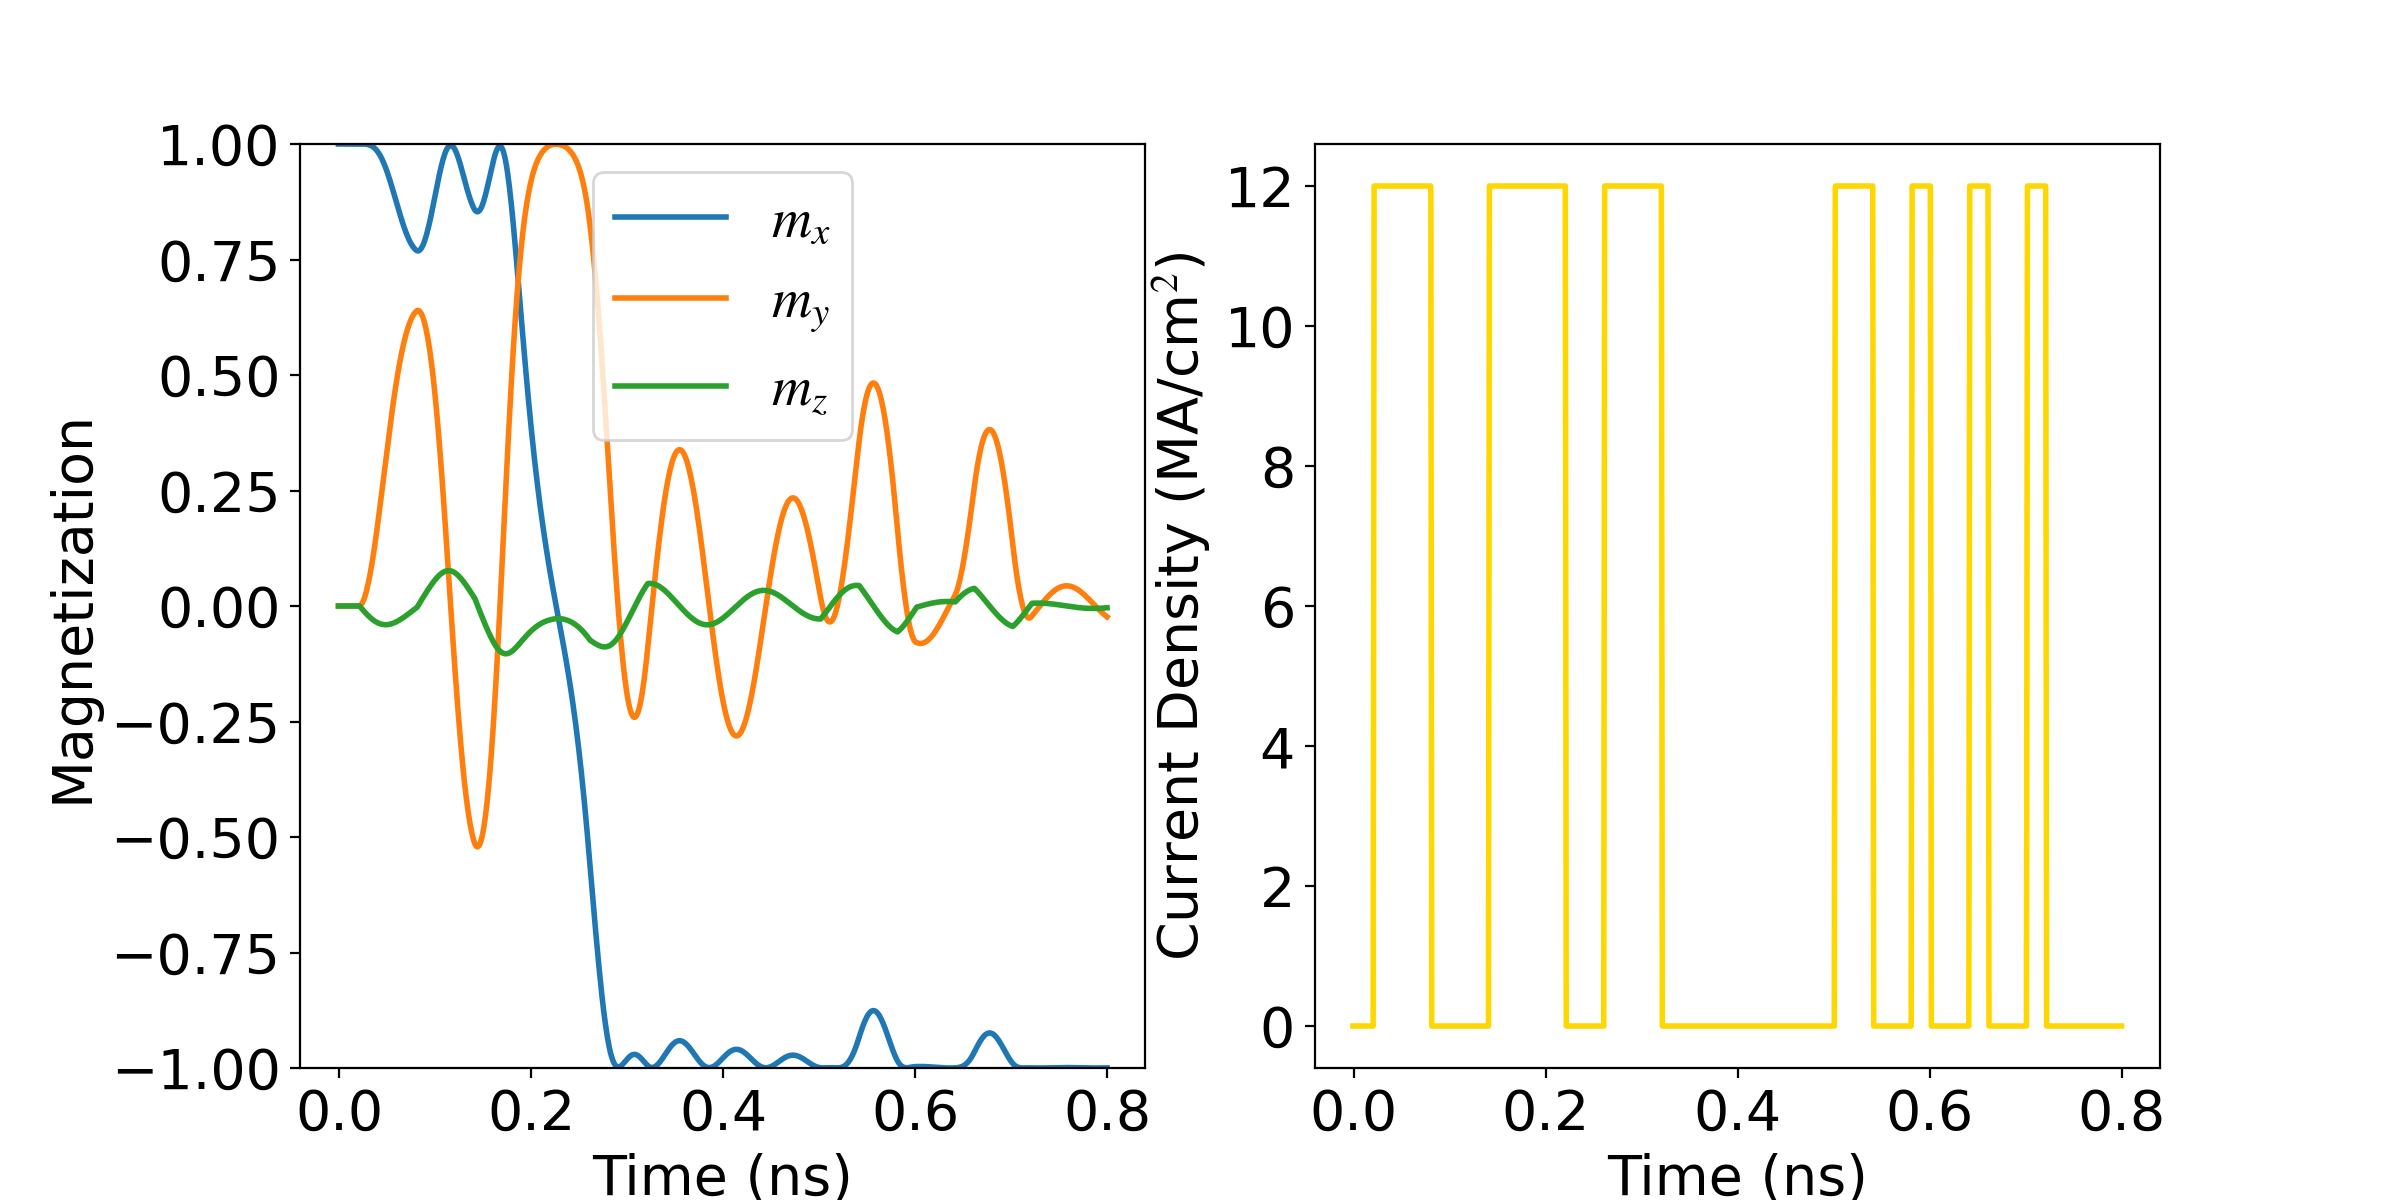 1.00
0.75
0.50
0.25
0.00
−0.25
−0.50
−0.75
−1.00
0.0 0.2 0.4 0.6 0.8
Time (ns)
Magnetization
m_x
m_y
m_z
12
10
8
6
4
2
0
0.0 0.2 0.4 0.6 0.8
Time (ns)
Current Density (MA/cm²)